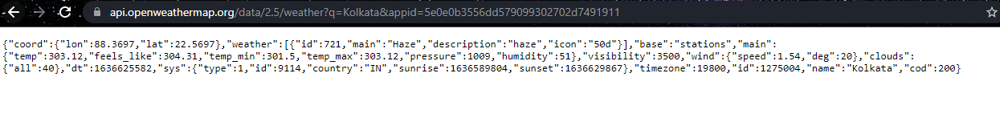 api.openweathermap.org/data/2.5/weather?q=Kolkata&appid=5e0e0b3556dd579099302702d7491911
{"coord":{"lon":88.3697,"lat":22.5697},"weather":[{"id":721,"main":"Haze","description":"haze","icon":"50d"}],"base":"stations","main":
{"temp":303.12,"feels_like":304.31,"temp_min":301.5,"temp_max":303.12,"pressure":1009,"humidity":51},"visibility":3500,"wind":{"speed":1.54,"deg":20},"clouds":
{"all":40},"dt":1636625582,"sys":{"type":1,"id":9114,"country":"IN","sunrise":1636589804,"sunset":1636629867},"timezone":19800,"id":1275004,"name":"Kolkata","cod":200}